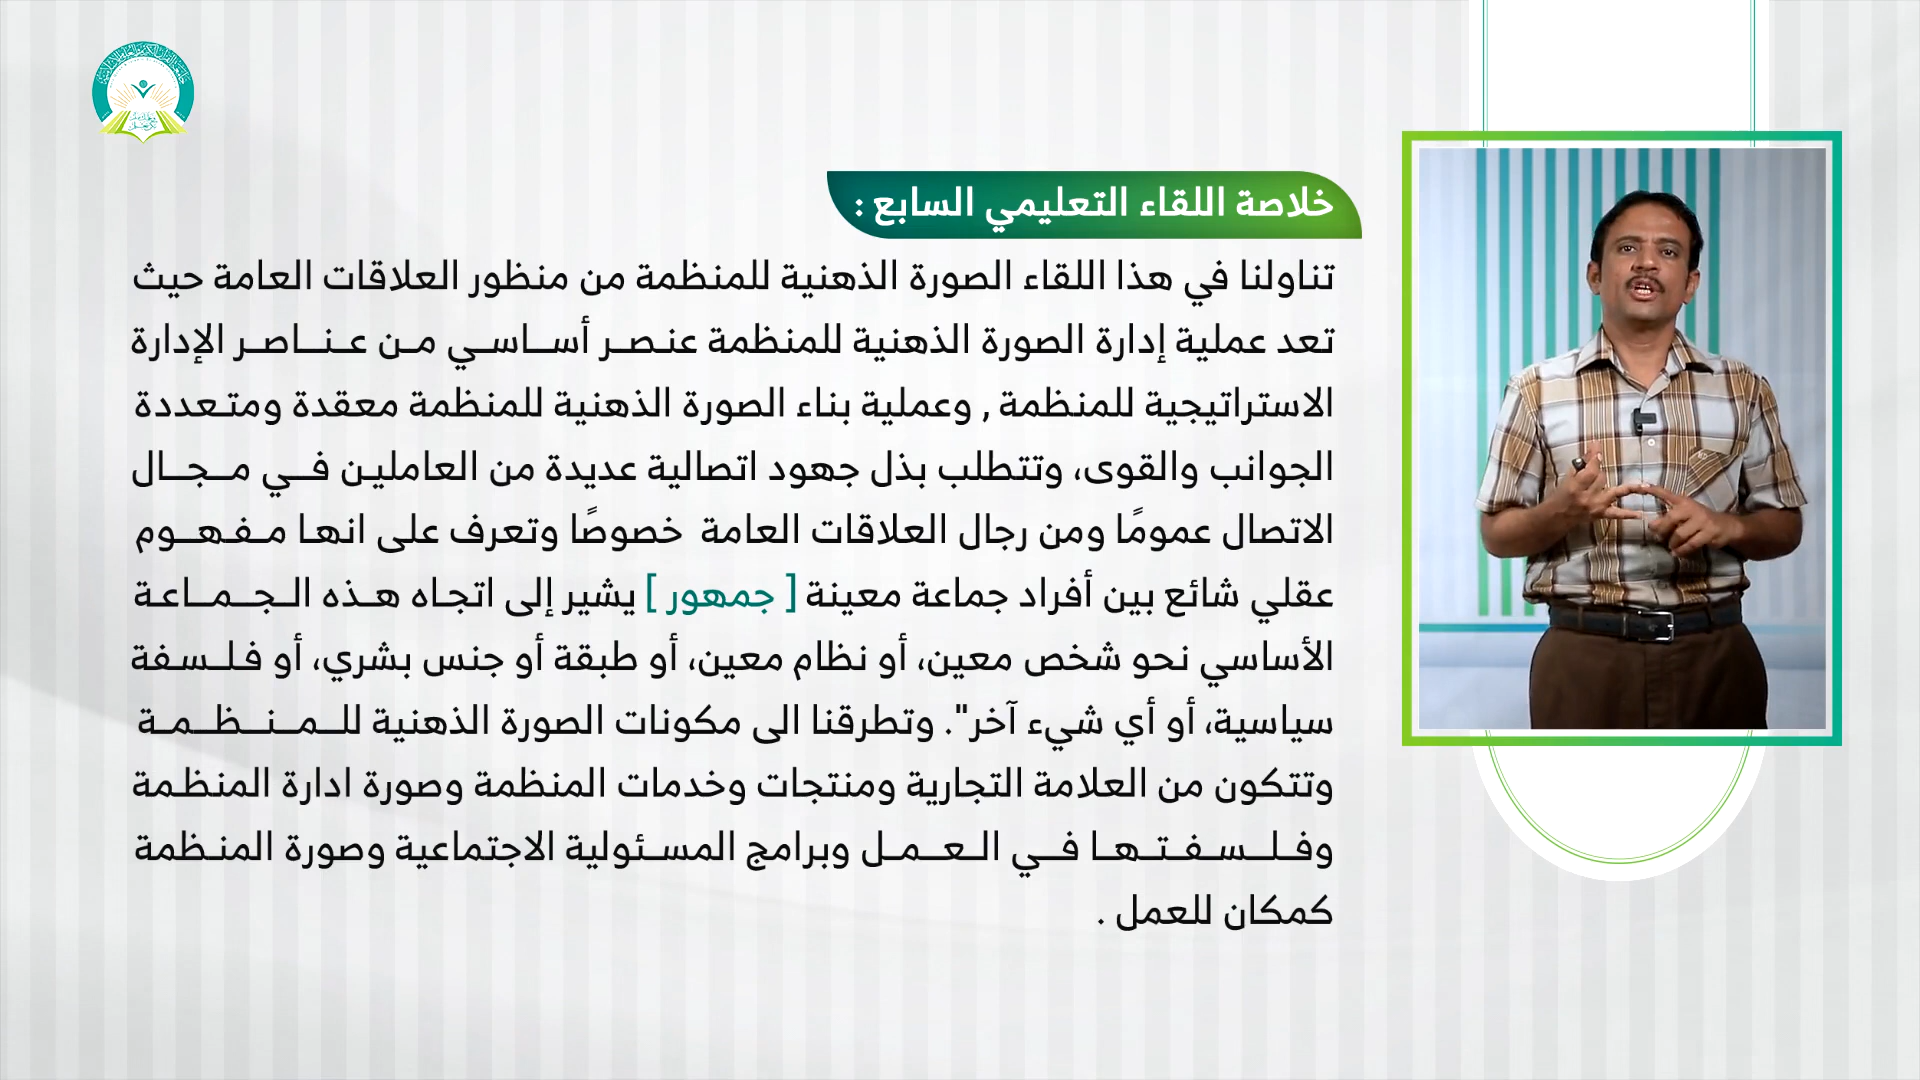 خلاصة اللقاء التعليمي السابع :
تناولنا في هذا اللقاء الصورة الذهنية للمنظمة من منظور العلاقات العامة حيث
تعد عملية إدارة الصورة الذهنية للمنظمة عنصر أساسي من عناصر الإدارة
الاستراتيجية للمنظمة , وعملية بناء الصورة الذهنية للمنظمة معقدة ومتعددة
الجوانب والقوى، وتتطلب بذل جهود اتصالية عديدة من العاملين في مجال
الاتصال عمومًا ومن رجال العلاقات العامة خصوصًا وتعرف على انها مفهوم
عقلي شائع بين أفراد جماعة معينة [ جمهور ] يشير إلى اتجاه هذه الجماعة
الأساسي نحو شخص معين، أو نظام معين، أو طبقة أو جنس بشري، أو فلسفة
سياسية، أو أي شيء آخر". وتطرقنا الى مكونات الصورة الذهنية للمنظمة
وتتكون من العلامة التجارية ومنتجات وخدمات المنظمة وصورة ادارة المنظمة
وفلسفتها في العمل وبرامج المسئولية الاجتماعية وصورة المنظمة
كمكان للعمل .